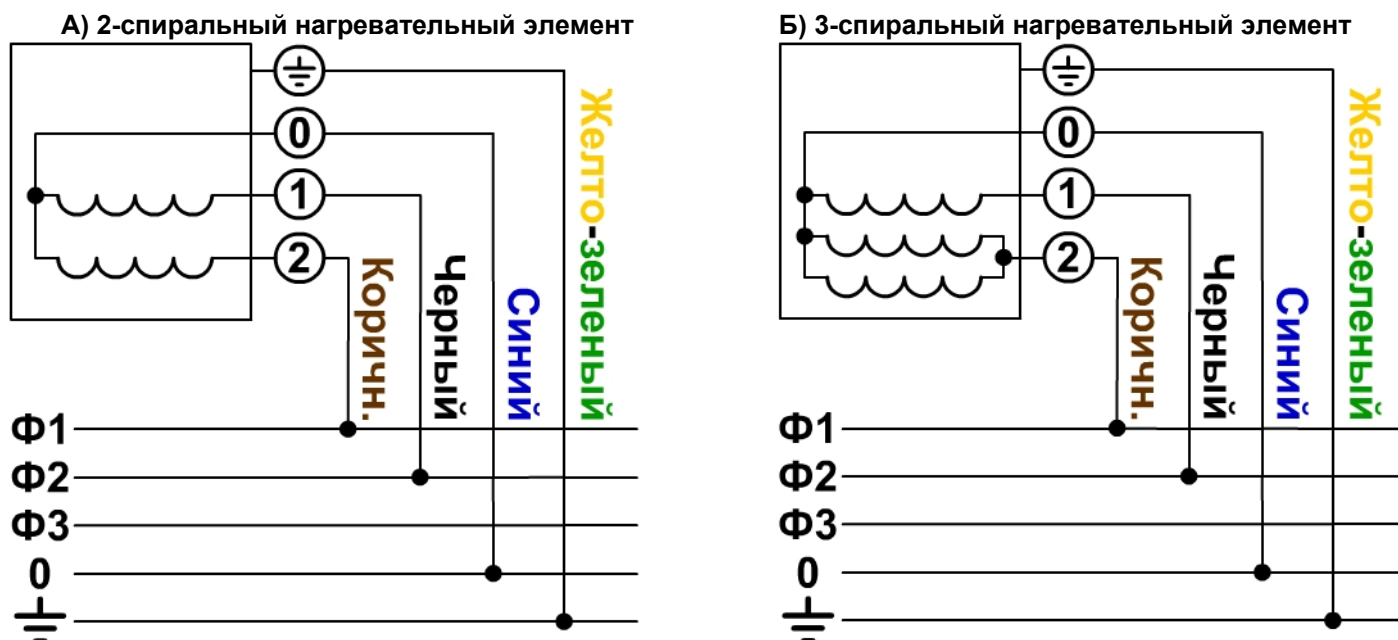 А) 2-спиральный нагревательный элемент
0
1
2
Коричн.
Черный
Синий
Желто-зеленый
Ф1
Ф2
Ф3
0
Б) 3-спиральный нагревательный элемент
0
1
2
Коричн.
Черный
Синий
Желто-зеленый
Ф1
Ф2
Ф3
0